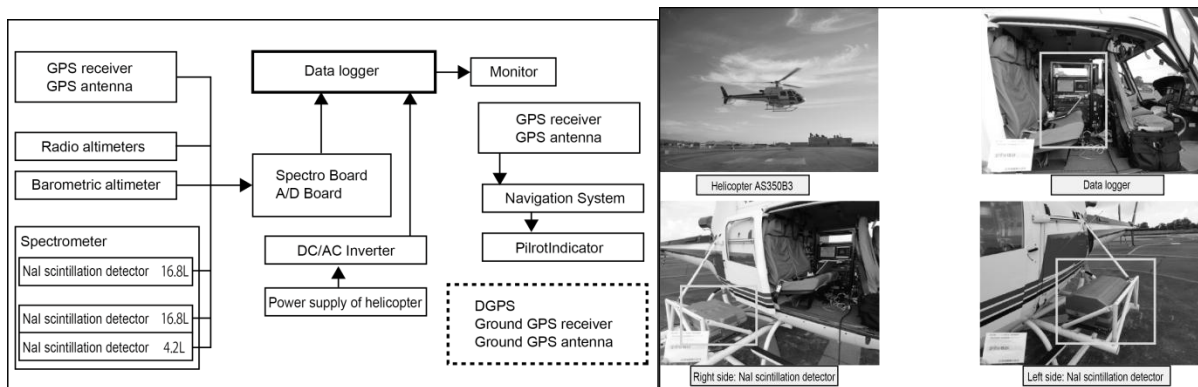 GPS receiver
GPS antenna
Radio altimeters
Barometric altimeter
Spectrometer
NaI scintillation detector 16.8L
NaI scintillation detector 16.8L
NaI scintillation detector 4.2L
Data logger
Spectro Board
A/D Board
DC/AC Inverter
Power supply of helicopter
Monitor
GPS receiver
GPS antenna
Navigation System
PilrotIndicator
DGPS
Ground GPS receiver
Ground GPS antenna
Helicopter AS350B3
Data logger
Right side: NaI scintillation detector
Left side: NaI scintillation detector